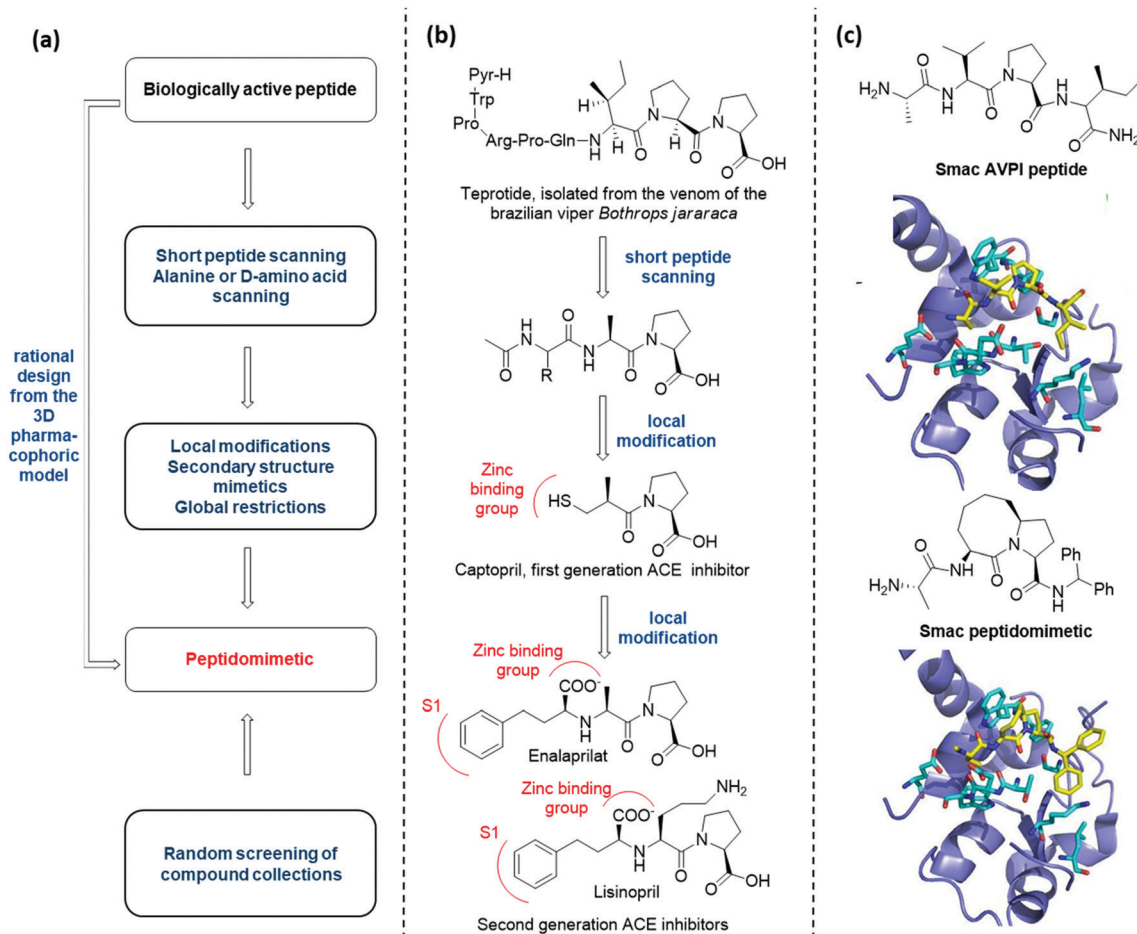 (a)
Biologically active peptide
Short peptide scanning
Alanine or D-amino acid
scanning
rational
design
from the
3D
pharma-
cophoric
model
Local modifications
Secondary structure
mimetics
Global restrictions
Peptidomimetic
Random screening of
compound collections
(b)
Pyr-H
Trp
Pro
Arg-Pro-Gln
N
H
H
H
O
N
H
O
N
O
OH
Teprotide, isolated from the venom of the
brazilian viper Bothrops jararaca
short peptide
scanning
O
H
N
R
O
N
H
O
N
O
OH
local
modification
Zinc
binding
group
HS
O
N
O
OH
Captopril, first generation ACE inhibitor
local
modification
Zinc binding
group
S1
COO-
N
H
O
N
O
OH
Enalaprilat
Zinc binding
group
S1
COO-
NH2
N
H
O
N
O
OH
Lisinopril
Second generation ACE inhibitors
(c)
H2N
O
N
H
O
N
O
NH
O
NH2
Smac AVPI peptide
H2N
O
NH
O
N
O
NH
Ph
Ph
Smac peptidomimetic